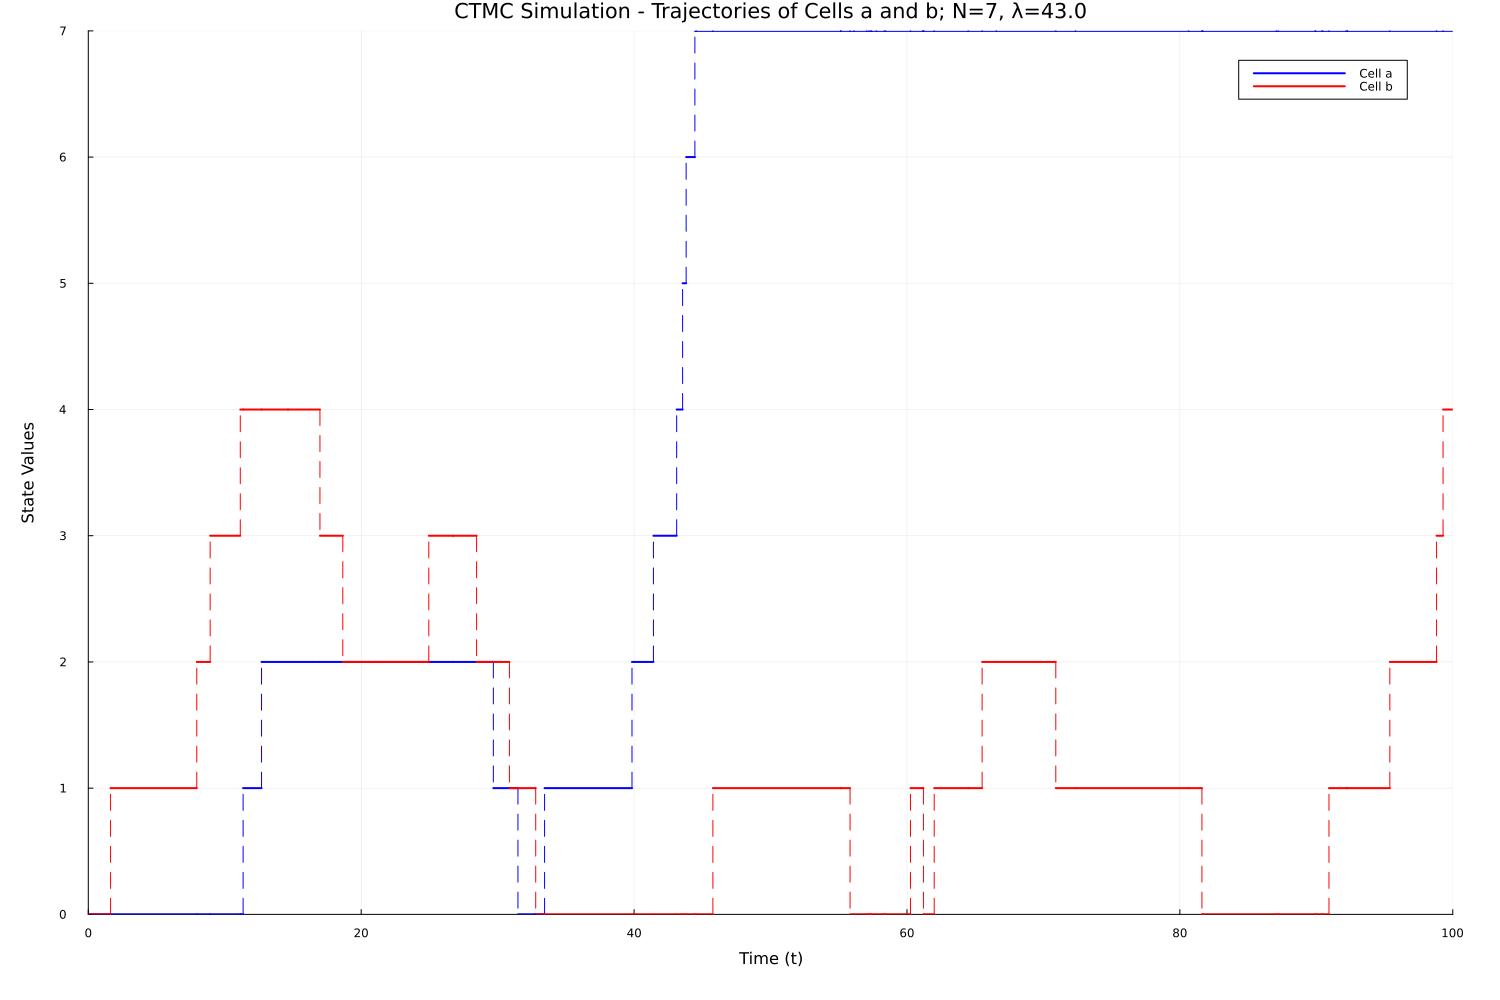 CTMC Simulation - Trajectories of Cells a and b; N=7, λ=43.0
7
6
5
4
3
2
1
0
State Values
Cell a
Cell b
0 20 40 60 80 100
Time (t)